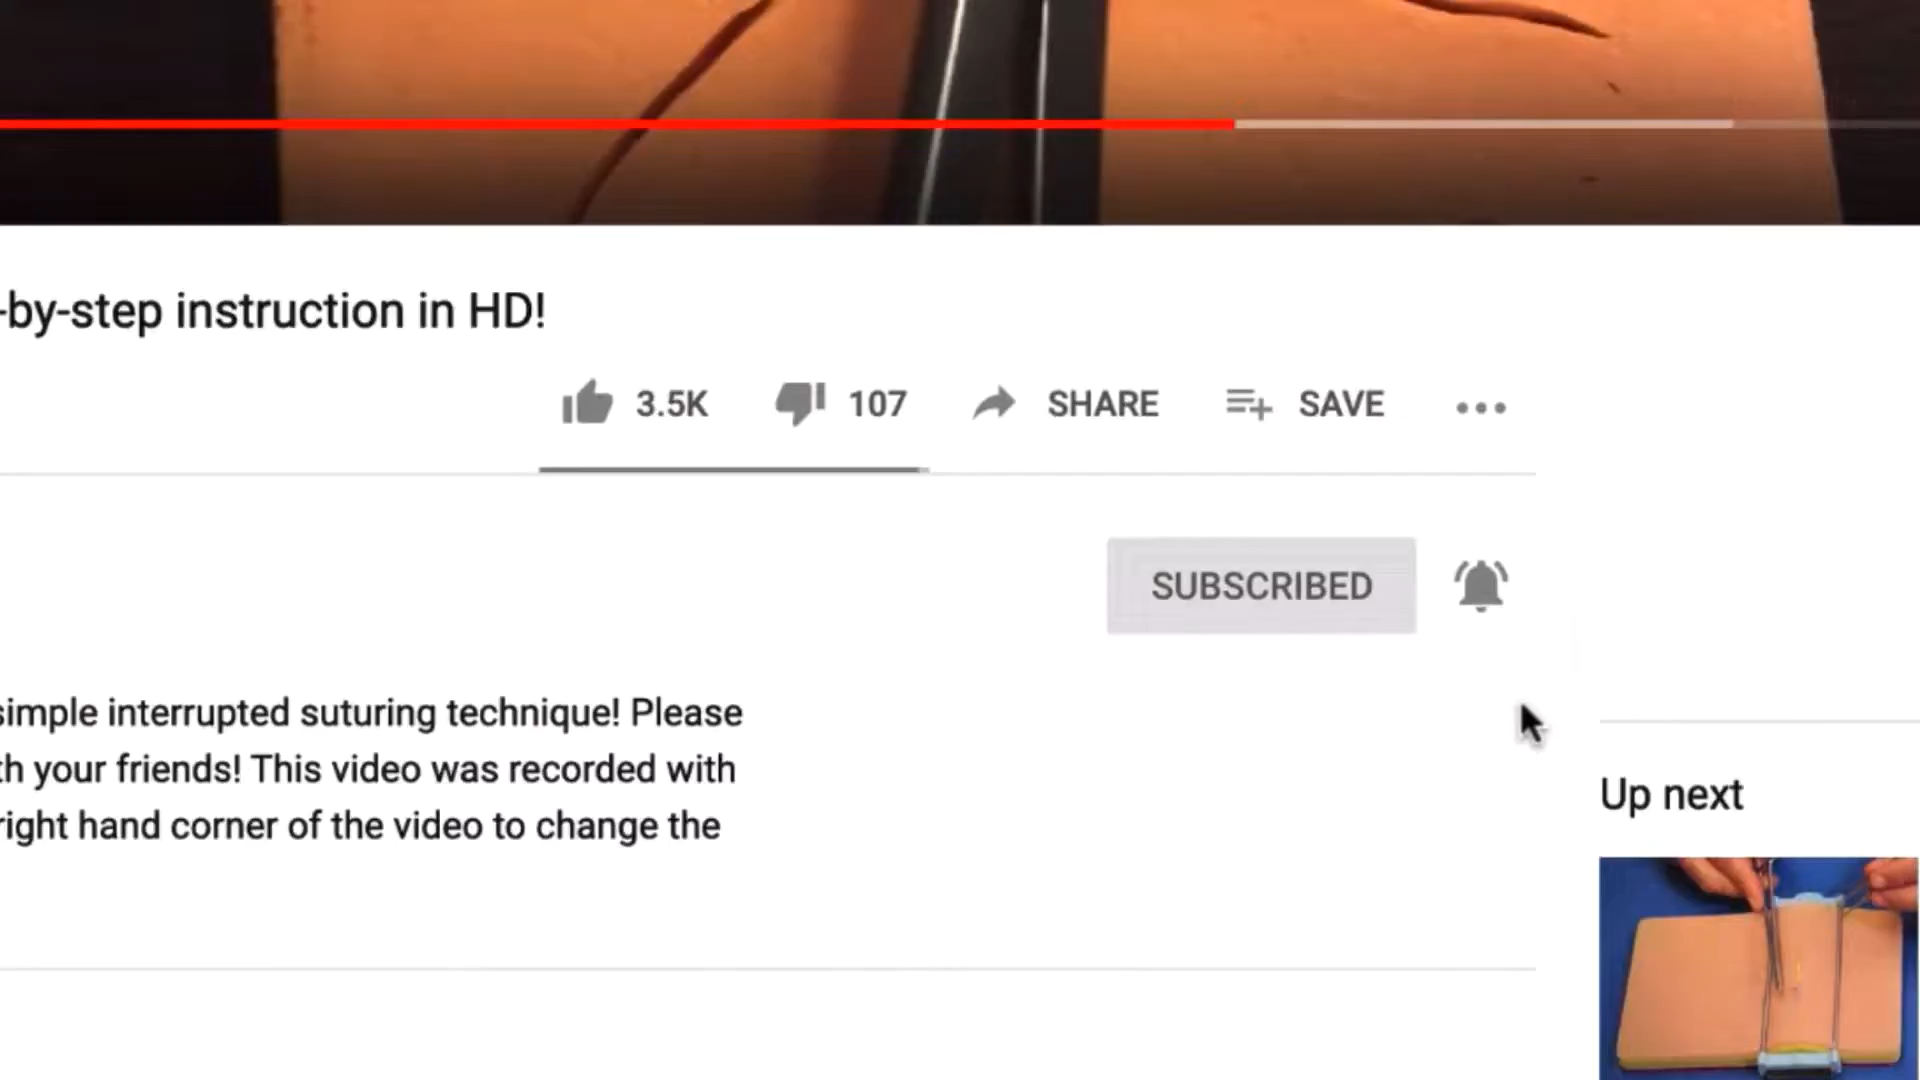 -by-step instruction in HD!
3.5K 107 SHARE SAVE
SUBSCRIBED
simple interrupted suturing technique! Please
th your friends! This video was recorded with
right hand corner of the video to change the
Up next